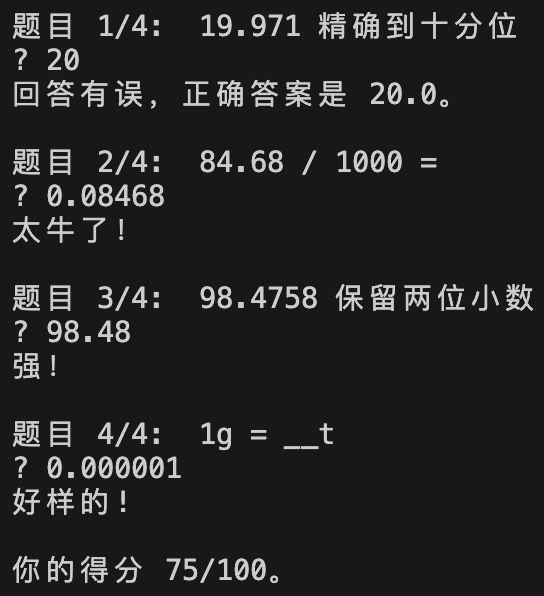 题目 1/4: 19.971 精确到十分位
? 20
回答有误，正确答案是 20.0。
题目 2/4: 84.68 / 1000 =
? 0.08468
太牛了！
题目 3/4: 98.4758 保留两位小数
? 98.48
强！
题目 4/4: 1g = __t
? 0.000001
好样的！
你的得分 75/100。